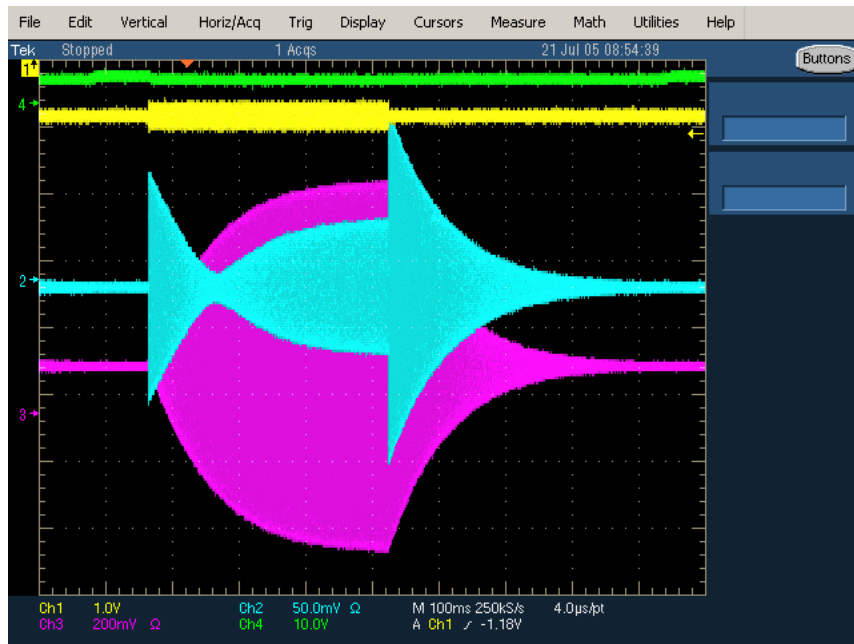 File Edit Vertical Horiz/Acq Trig Display Cursors Measure Math Utilities Help
Tek Stopped 1 Acqs 21 Jul 05 08:54:39
Buttons
1
4
2
3
Ch1 1.0V Ch2 50.0mV Ω M 100ms 250kS/s 4.0µs/pt
Ch3 200mV Ω Ch4 10.0V A Ch1 ∕ -1.18V